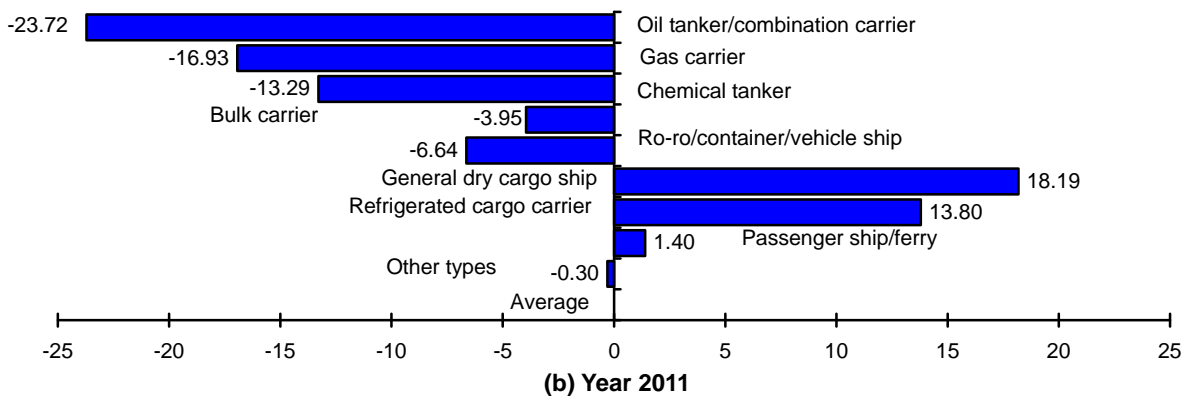 -23.72 Oil tanker/combination carrier
-16.93 Gas carrier
-13.29 Chemical tanker
Bulk carrier -3.95
Ro-ro/container/vehicle ship
-6.64
General dry cargo ship 18.19
Refrigerated cargo carrier 13.80
1.40 Passenger ship/ferry
Other types -0.30
Average
-25 -20 -15 -10 -5 0 5 10 15 20 25
(b) Year 2011